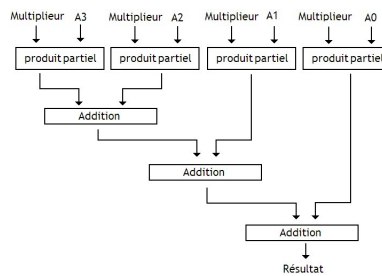 Multiplieur A3 Multiplieur A2 Multiplieur A1 Multiplieur A0
produit partiel produit partiel produit partiel produit partiel
Addition
Addition
Addition
Résultat